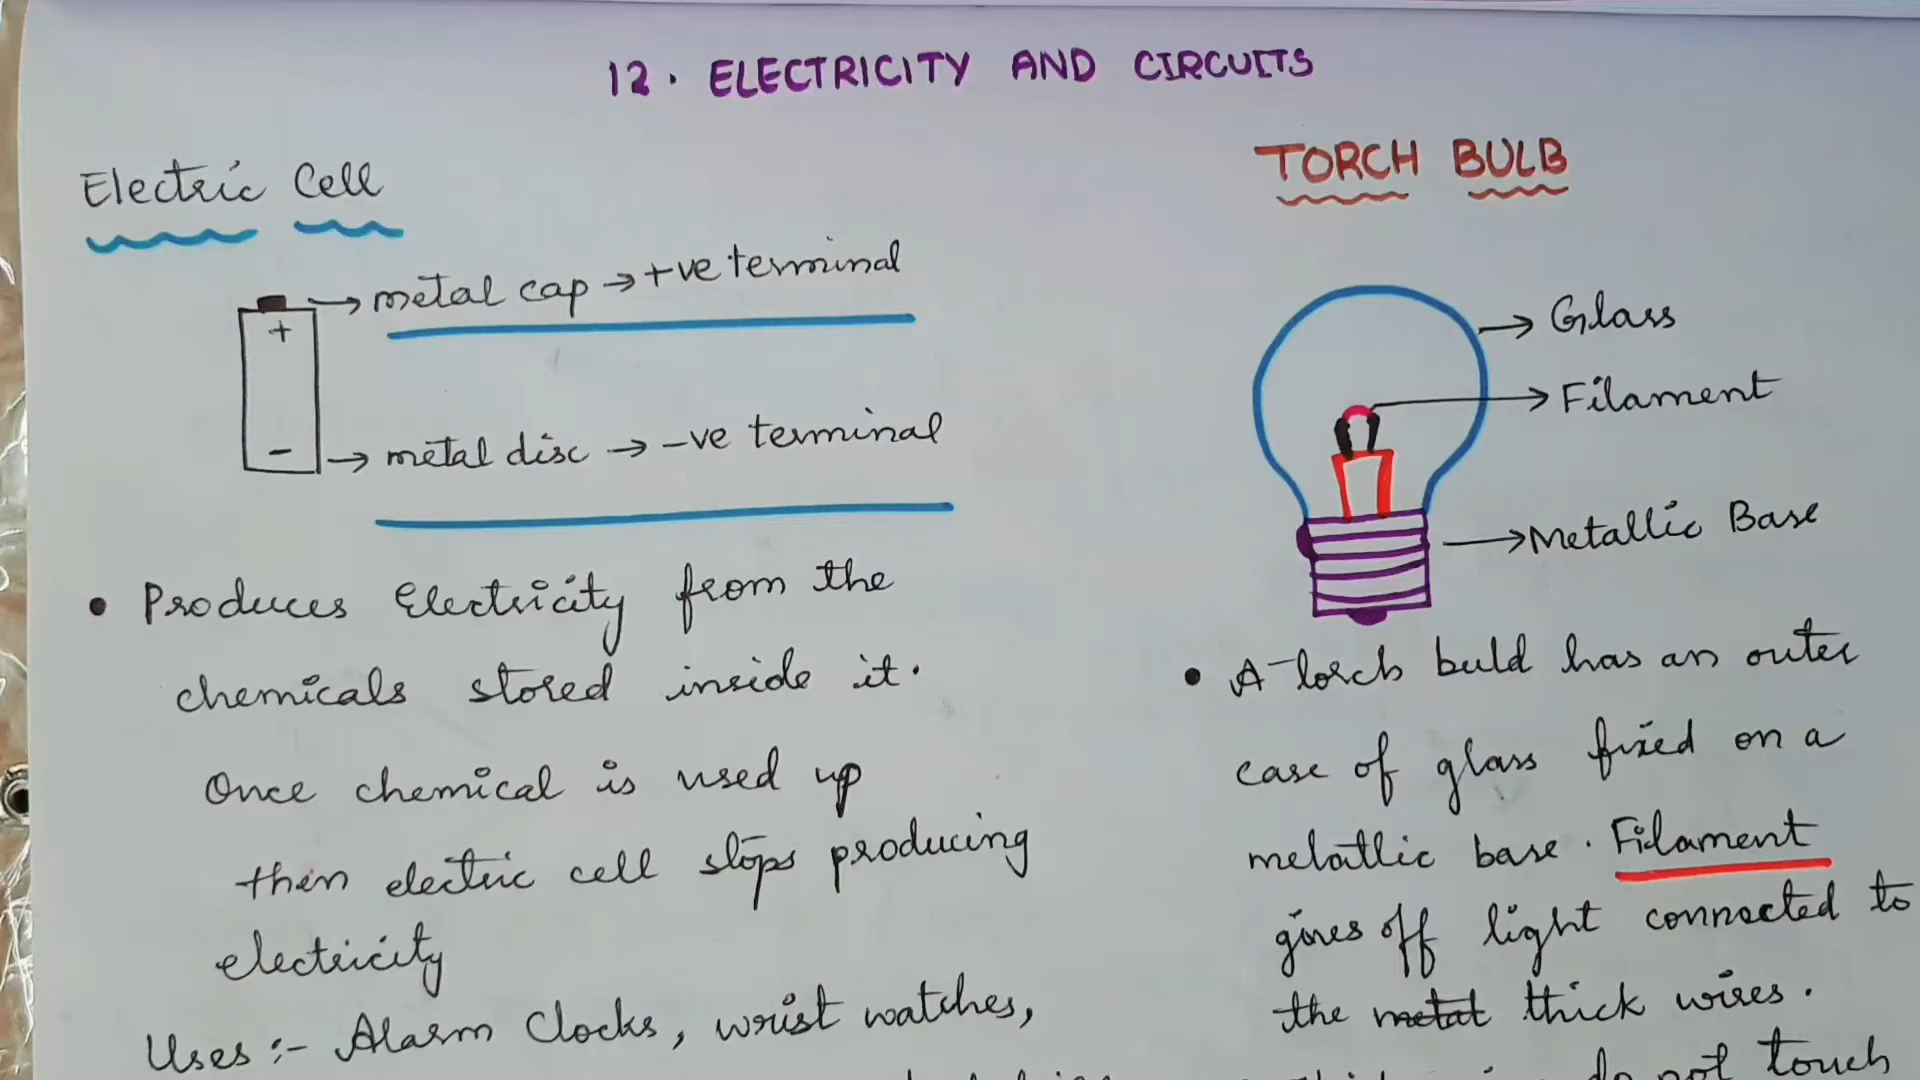 12. ELECTRICITY AND CIRCUITS
Electric Cell
+
metal cap → +ve terminal
-
metal disc → -ve terminal
• Produces Electricity from the
chemicals stored inside it.
Once chemical is used up
then electric cell stops producing
electricity
Uses :- Alarm Clocks, wrist watches,
TORCH BULB
Glass
Filament
Metallic Base
• A torch buld has an outer
case of glass fixed on a
metallic base. Filament
gives off light connected to
the metal thick wires.
do not touch